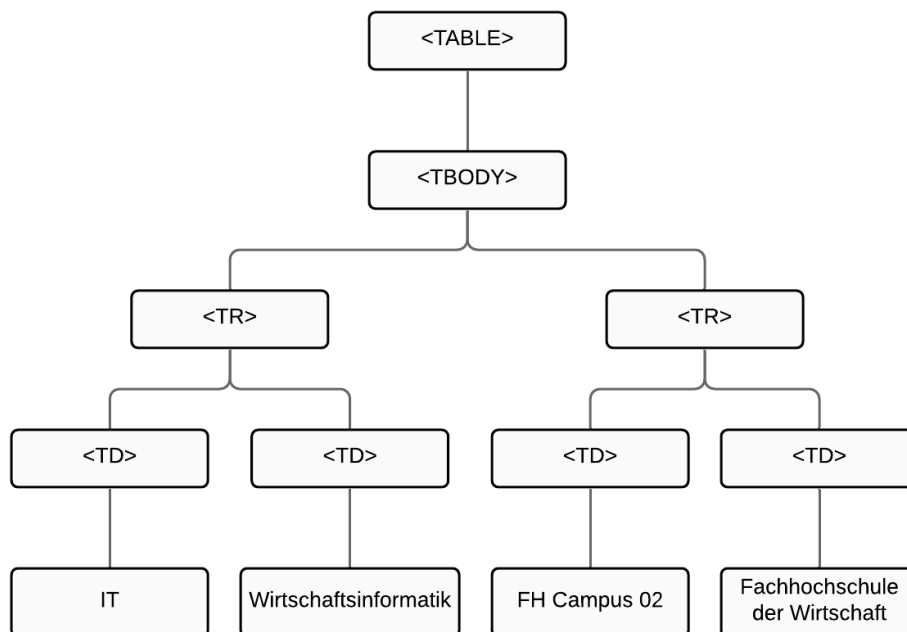 <TABLE>
<TBODY>
<TR>
<TR>
<TD>
<TD>
<TD>
<TD>
IT
Wirtschaftsinformatik
FH Campus 02
Fachhochschule
der Wirtschaft